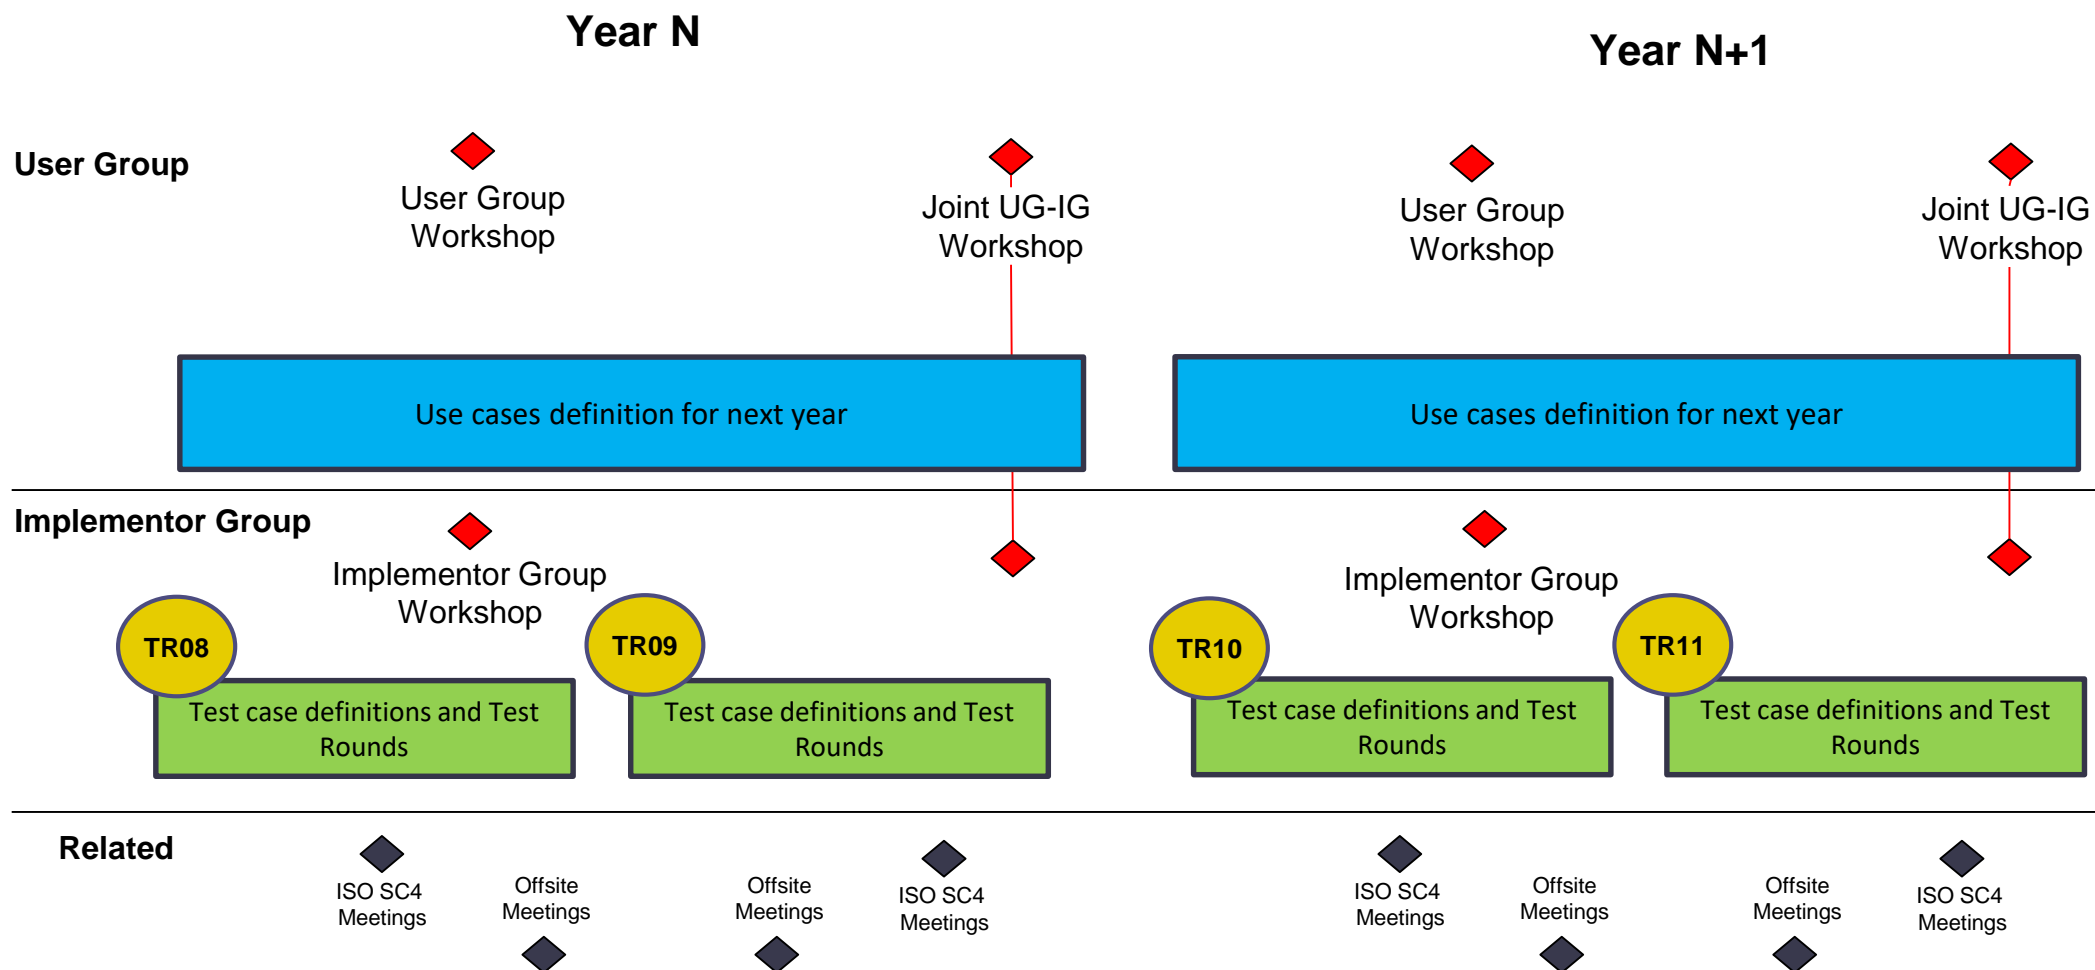 Year N
Year N+1
User Group
User Group
Workshop
Joint UG-IG
Workshop
User Group
Workshop
Joint UG-IG
Workshop
Use cases definition for next year
Use cases definition for next year
Implementor Group
Implementor Group
Workshop
Implementor Group
Workshop
TR08
TR09
TR10
TR11
Test case definitions and Test
Rounds
Test case definitions and Test
Rounds
Test case definitions and Test
Rounds
Test case definitions and Test
Rounds
Related
ISO SC4
Meetings
Offsite
Meetings
Offsite
Meetings
ISO SC4
Meetings
ISO SC4
Meetings
Offsite
Meetings
Offsite
Meetings
ISO SC4
Meetings